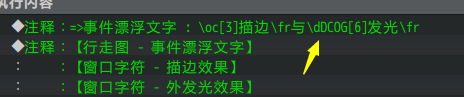 执行内容
◆注释：=>事件漂浮文字 : \oc[3]描边\fr与\dDCOG[6]发光\fr
◆注释：【行走图 - 事件漂浮文字】
：　　：【窗口字符 - 描边效果】
：　　：【窗口字符 - 外发光效果】